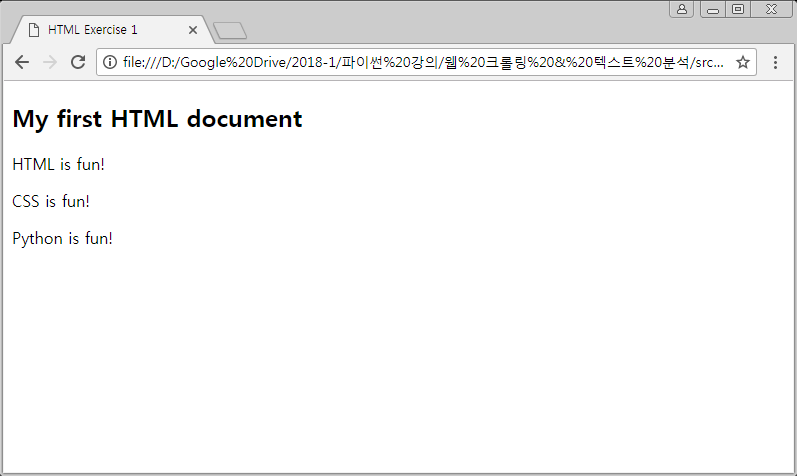 HTML Exercise 1
file:///D:/Google%20Drive/2018-1/파이썬%20강의/웹%20크롤링%20&%20텍스트%20분석/src...
My first HTML document
HTML is fun!
CSS is fun!
Python is fun!